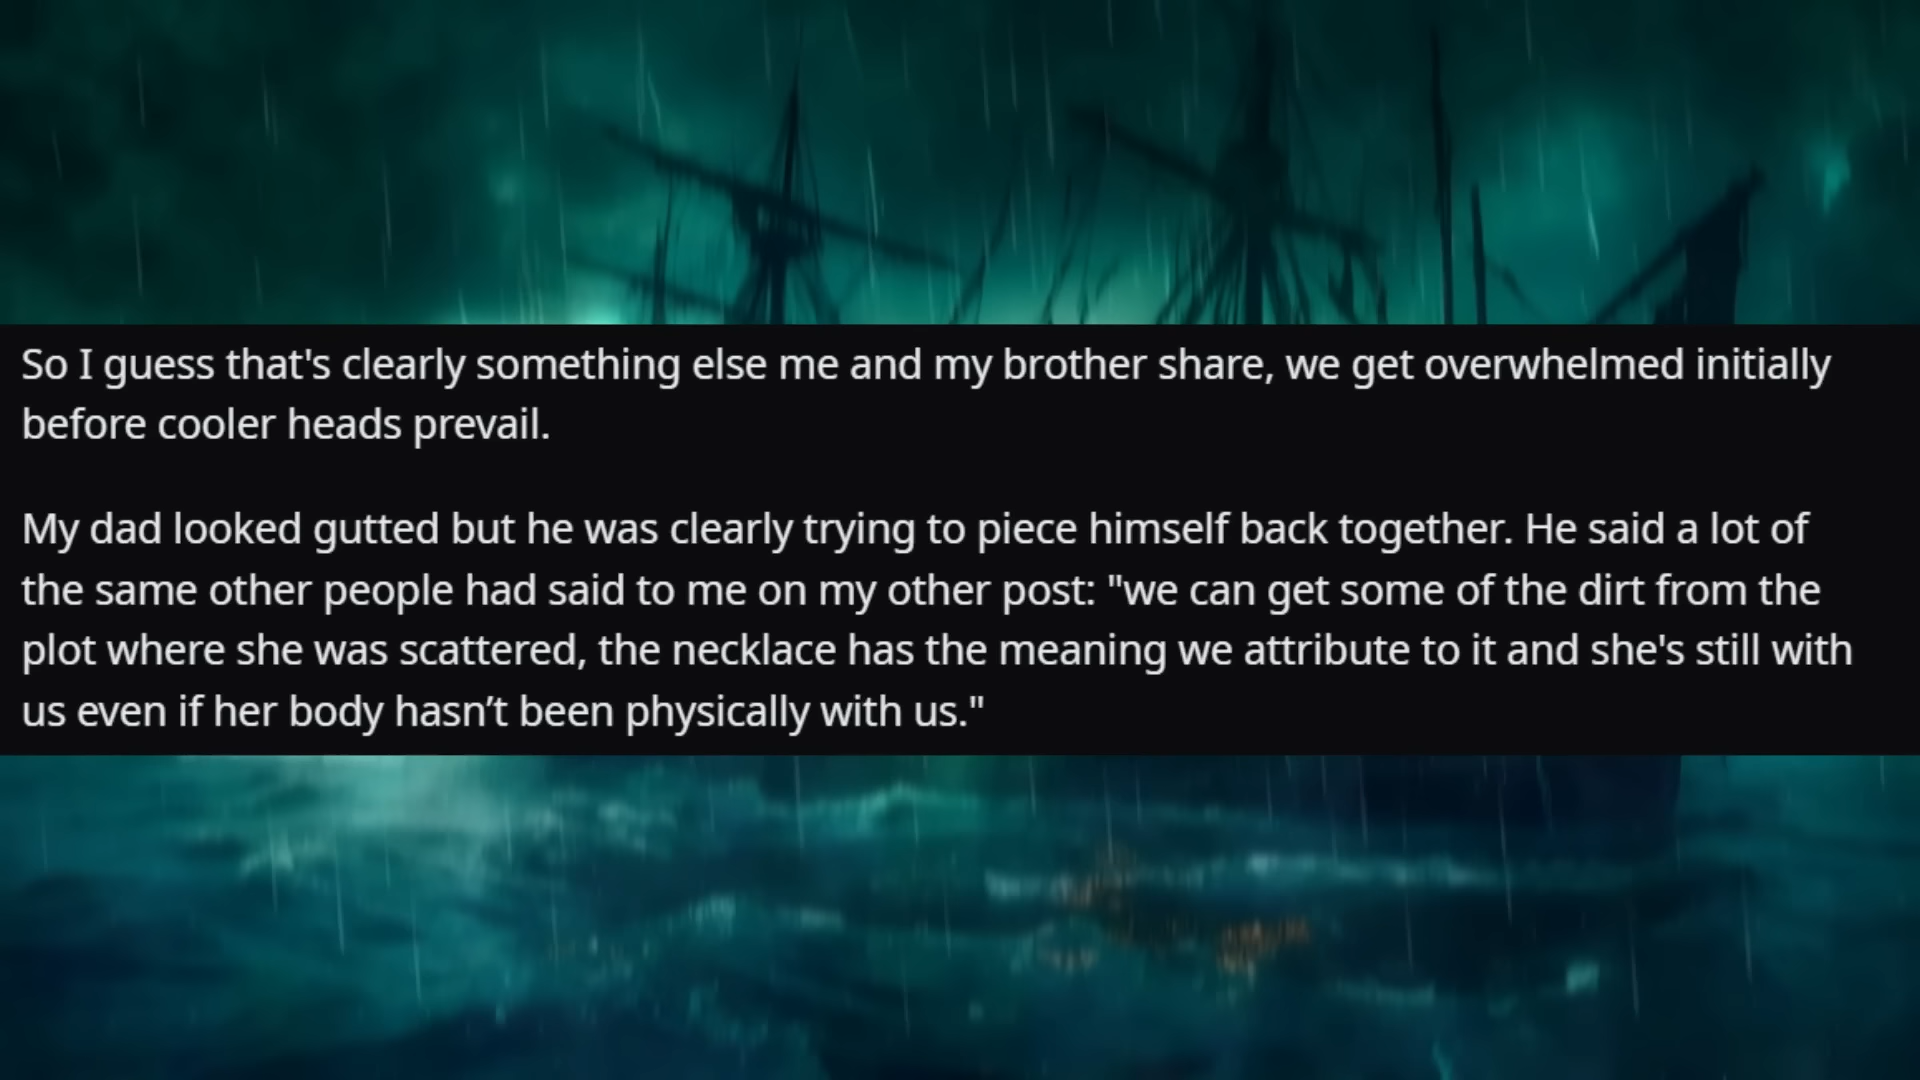 So I guess that's clearly something else me and my brother share, we get overwhelmed initially
before cooler heads prevail.
My dad looked gutted but he was clearly trying to piece himself back together. He said a lot of
the same other people had said to me on my other post: "we can get some of the dirt from the
plot where she was scattered, the necklace has the meaning we attribute to it and she's still with
us even if her body hasn’t been physically with us."